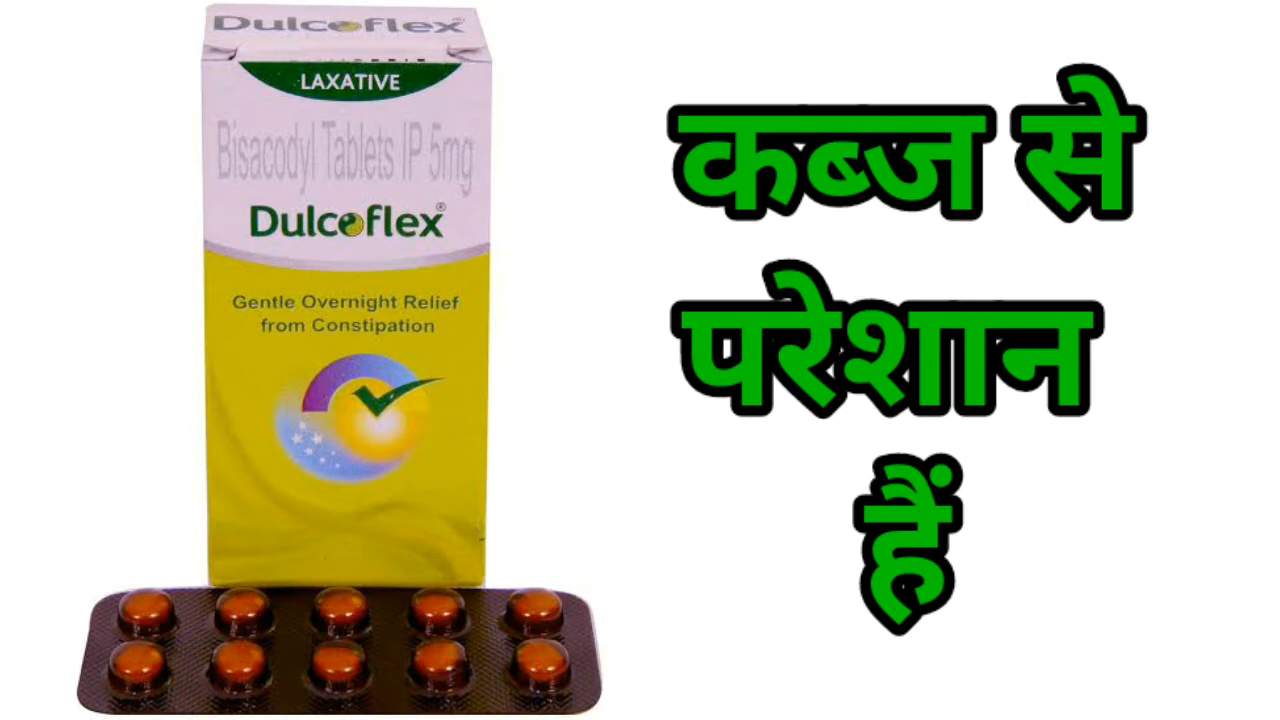 Dulcoflex®
LAXATIVE
Bisacodyl Tablets IP 5mg
Dulcoflex®
Gentle Overnight Relief
from Constipation
कब्ज से
परेशान
हैं